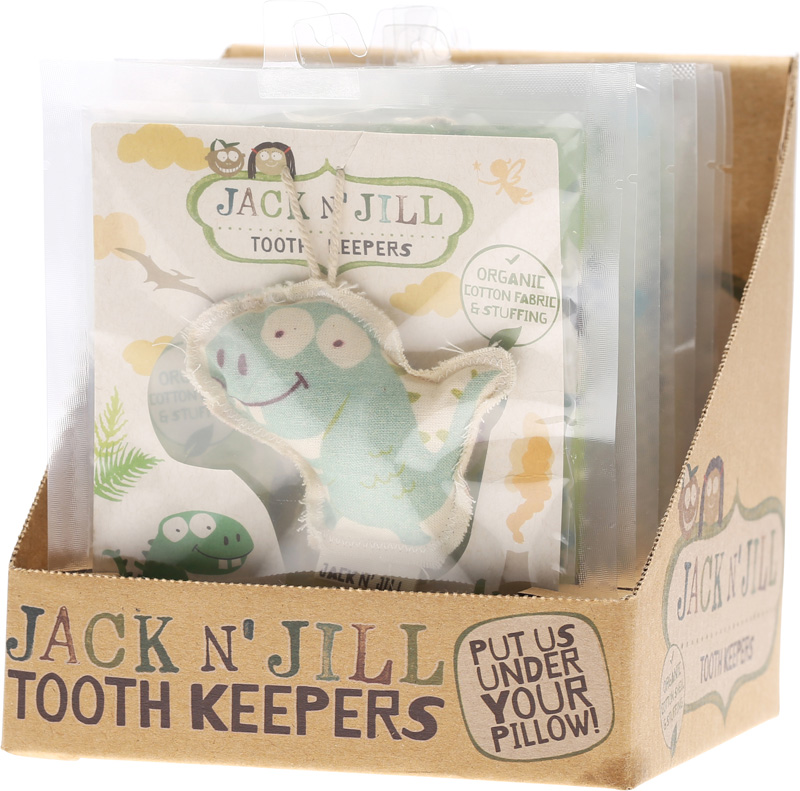 JACK N' JILL
TOOTH KEEPERS
ORGANIC
COTTON FABRIC
& STUFFING
JACK N' JILL
JACK N' JILL
TOOTH KEEPERS
PUT US
UNDER
YOUR
PILLOW!
JACK N' JILL
TOOTH KEEPERS
ORGANIC